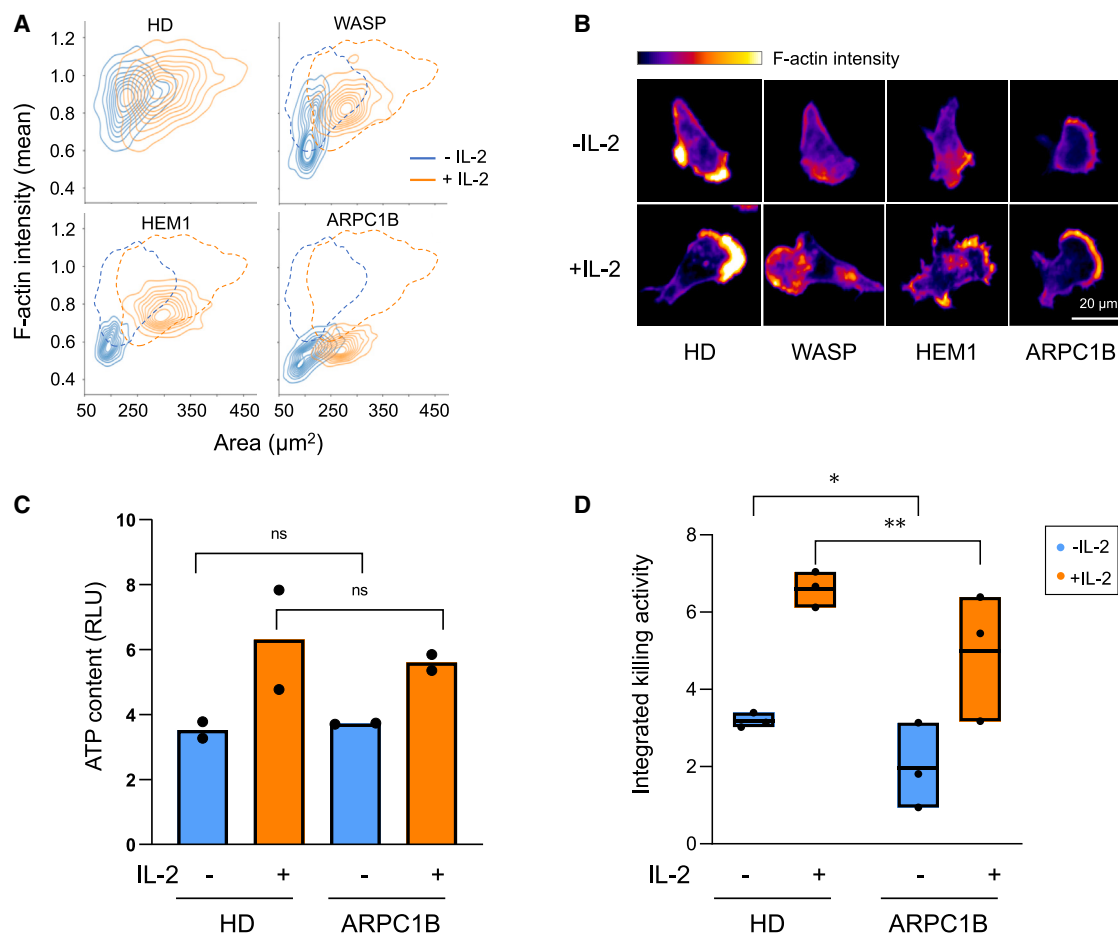 A
HD
WASP
1.2
1.0
0.8
0.6
0.4
- IL-2
+ IL-2
HEM1
ARPC1B
1.2
1.0
0.8
0.6
0.4
F-actin intensity (mean)
50 250 350 450 50 250 350 450
Area (µm²)
B
F-actin intensity
-IL-2
+IL-2
20 µm
HD WASP HEM1 ARPC1B
C
10
8
6
4
2
0
ATP content (RLU)
ns
ns
IL-2 - + - +
HD ARPC1B
D
*
**
8
6
4
2
0
Integrated killing activity
-IL-2
+IL-2
IL-2 - + - +
HD ARPC1B